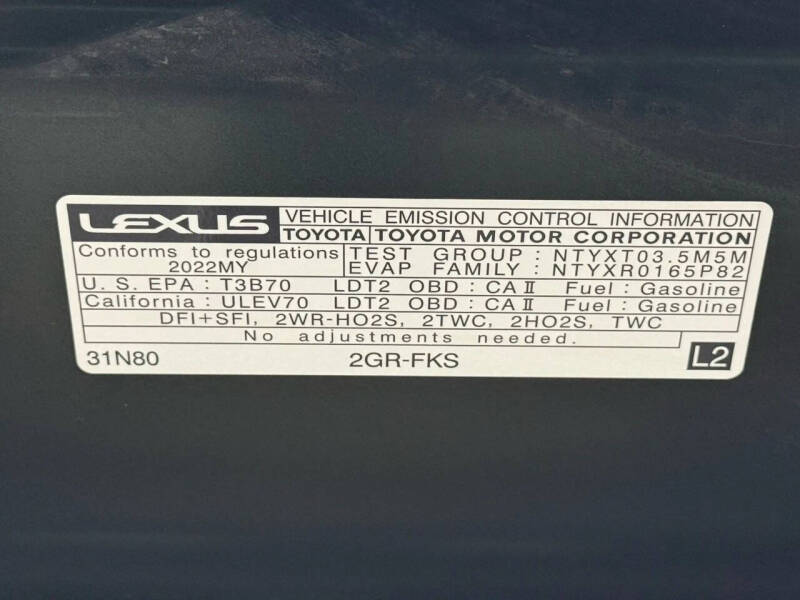 LEXUS VEHICLE EMISSION CONTROL INFORMATION
TOYOTA TOYOTA MOTOR CORPORATION
Conforms to regulations TEST GROUP : NTYXT03.5M5M
2022MY EVAP FAMILY : NTYXR0165P82
U. S. EPA : T3B70 LDT2 OBD : CA II Fuel : Gasoline
California : ULEV70 LDT2 OBD : CA II Fuel : Gasoline
DFI+SFI, 2WR-HO2S, 2TWC, 2HO2S, TWC
No adjustments needed.
31N80 2GR-FKS L2